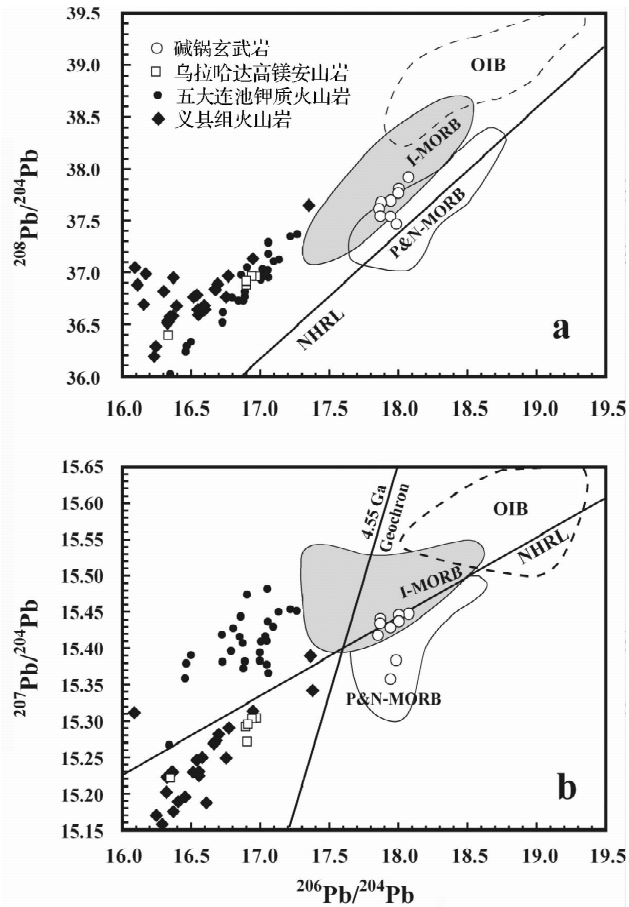 39.5
39.0
38.0
37.5
37.0
36.5
36.0
²⁰⁸Pb/²⁰⁴Pb
碱锅玄武岩
乌拉哈达高镁安山岩
五大连池钾质火山岩
义县组火山岩
OIB
I-MORB
P&N-MORB
NHRL
a
16.0 16.5 17.0 17.5 18.0 18.5 19.0 19.5
15.65
15.60
15.55
15.50
15.45
15.40
15.35
15.30
15.25
15.20
15.15
²⁰⁷Pb/²⁰⁴Pb
4.55 Ga
Geochron
OIB
NHRL
I-MORB
P&N-MORB
b
16.0 16.5 17.0 17.5 18.0 18.5 19.0 19.5
²⁰⁶Pb/²⁰⁴Pb